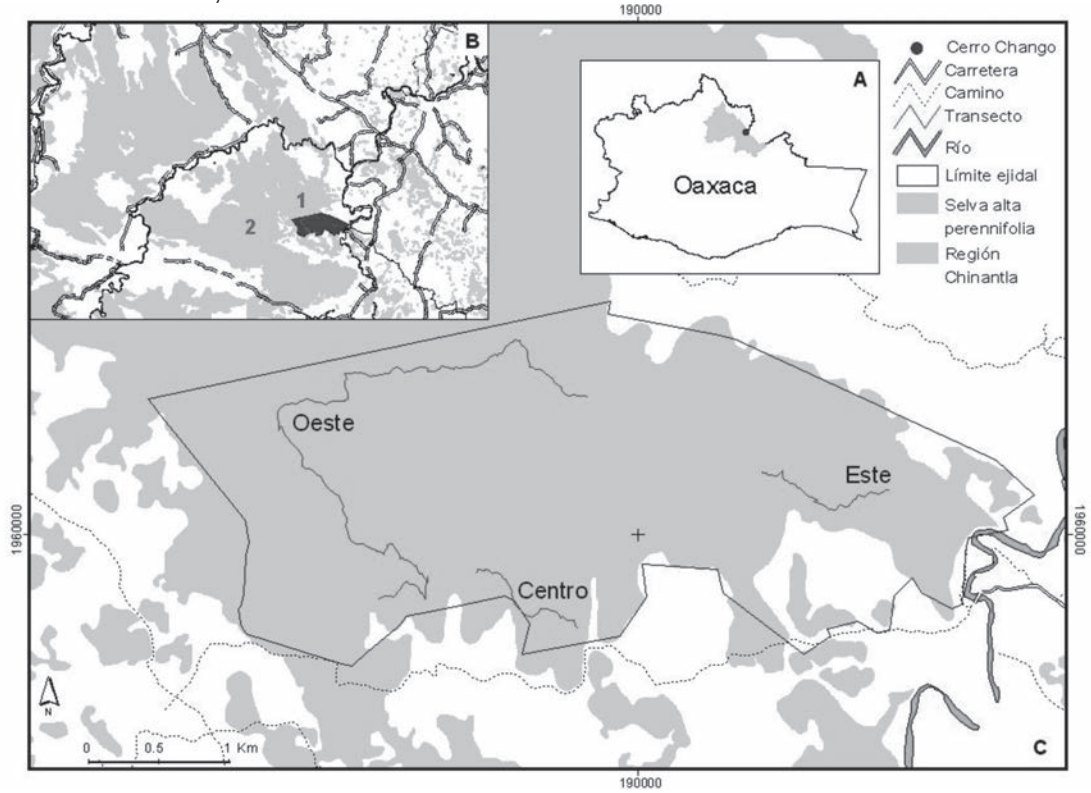 190000
B
A
Oaxaca
Cerro Chango
Carretera
Camino
Transecto
Río
Límite ejidal
Selva alta
perennifolia
Región
Chinantla
1
2
Oeste
Este
Centro
1960000
1960000
N
0 0.5 1 Km
C
190000